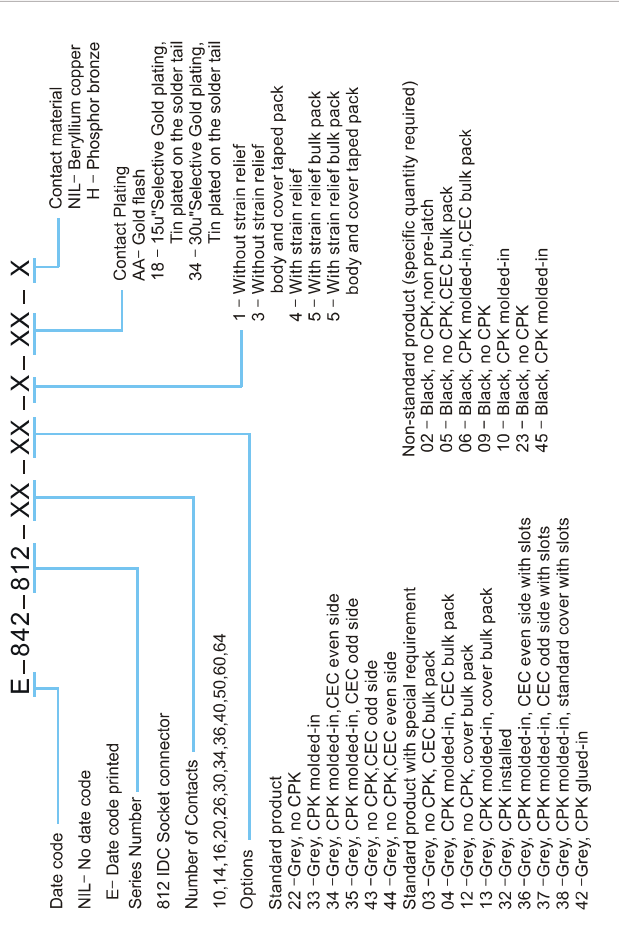 E–842–812 – XX – XX – X – XX – X
Date code
NIL– No date code
E– Date code printed
Series Number
812 IDC Socket connector
Number of Contacts
10,14,16,20,26,30,34,36,40,50,60,64
Options
Standard product
22 –Grey, no CPK
33 –Grey, CPK molded-in
34 –Grey, CPK molded-in,CEC even side
35 –Grey, CPK molded-in, CEC odd side
43 –Grey, no CPK,CEC odd side
44 –Grey, no CPK,CEC even side
Standard product with special requirement
03 –Grey, no CPK, CEC bulk pack
04 –Grey, CPK molded-in, CEC bulk pack
12 –Grey, no CPK, cover bulk pack
13 –Grey, CPK molded-in, cover bulk pack
32 –Grey, CPK installed
36 –Grey, CPK molded-in, CEC even side with slots
37 –Grey, CPK molded-in, CEC odd side with slots
38 –Grey, CPK molded-in, standard cover with slots
42 –Grey, CPK glued-in
Contact material
NIL– Beryllium copper
H – Phosphor bronze
Contact Plating
AA– Gold flash
18 – 15u"Selective Gold plating,
Tin plated on the solder tail
34 – 30u"Selective Gold plating,
Tin plated on the solder tail
1 – Without strain relief
3 – Without strain relief
body and cover taped pack
4 – With strain relief
5 – With strain relief bulk pack
5 – With strain relief bulk pack
body and cover taped pack
Non-standard product (specific quantity required)
02 – Black, no CPK,non pre-latch
05 – Black, no CPK,CEC bulk pack
06 – Black, CPK molded-in,CEC bulk pack
09 – Black, no CPK
10 – Black, CPK molded-in
23 – Black, no CPK
45 – Black, CPK molded-in